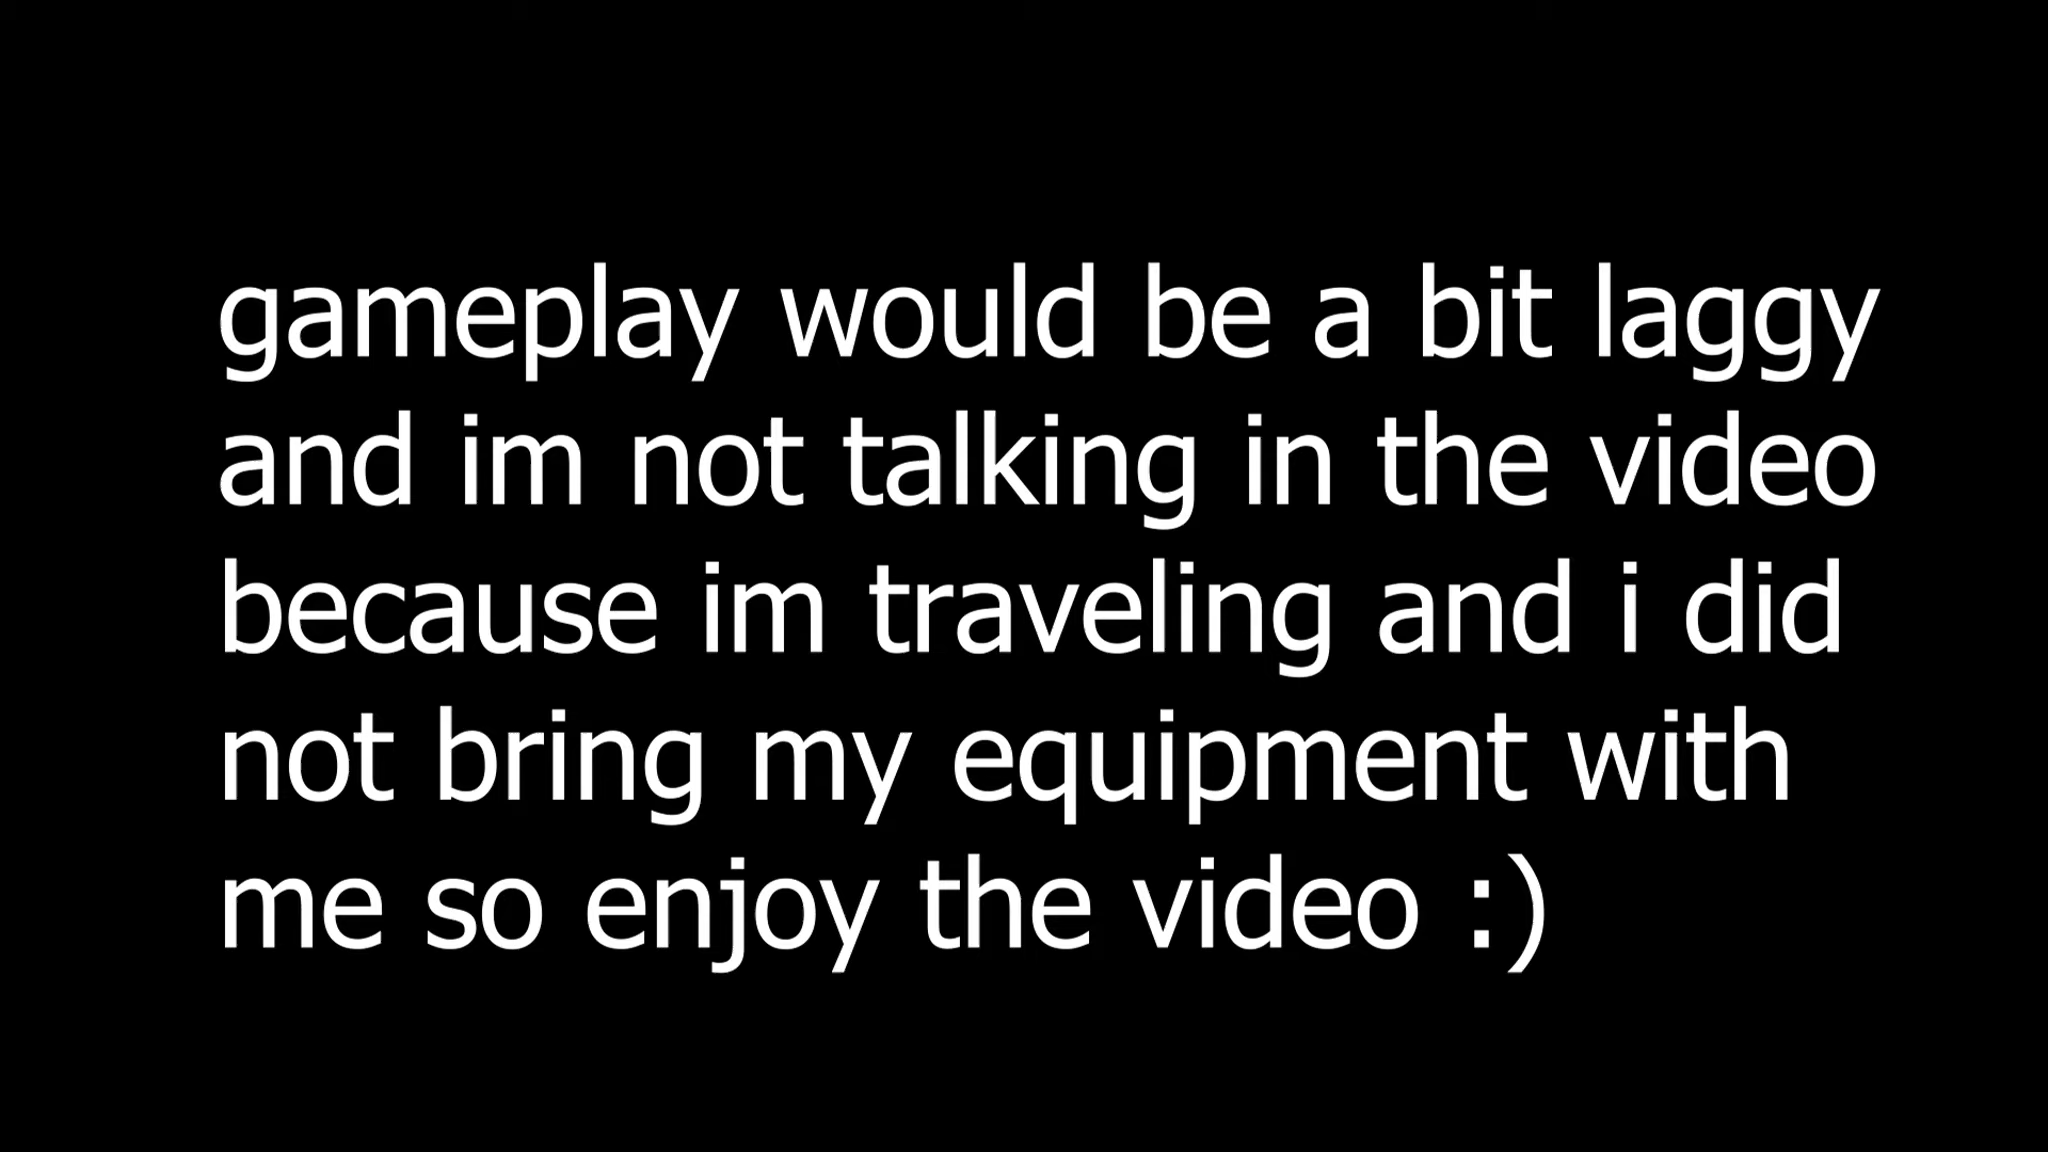 gameplay would be a bit laggy
and im not talking in the video
because im traveling and i did
not bring my equipment with
me so enjoy the video :)